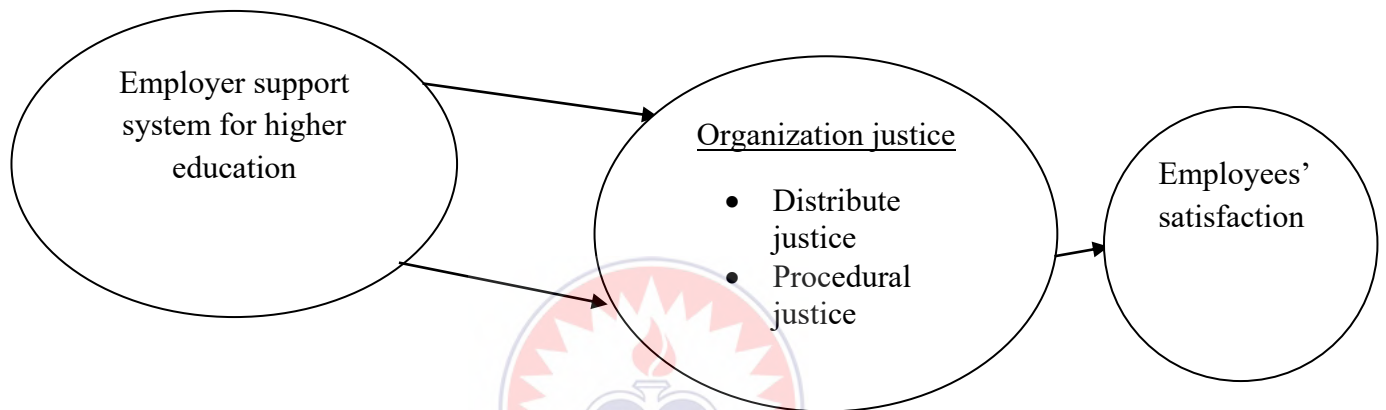 Employer support
system for higher
education
Organization justice
● Distribute
justice
● Procedural
justice
Employees’
satisfaction